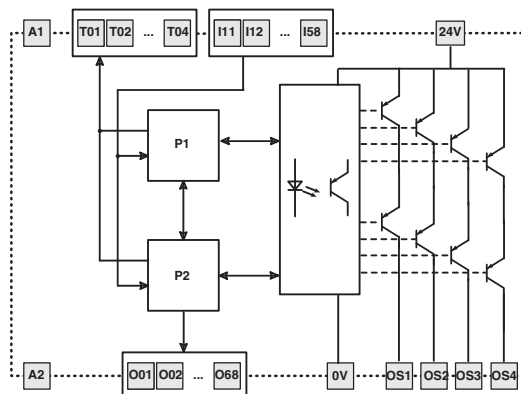 A1 T01 T02 ... T04 I11 I12 ... I58 24V
P1
P2
A2 O01 O02 ... O68 0V OS1 OS2 OS3 OS4